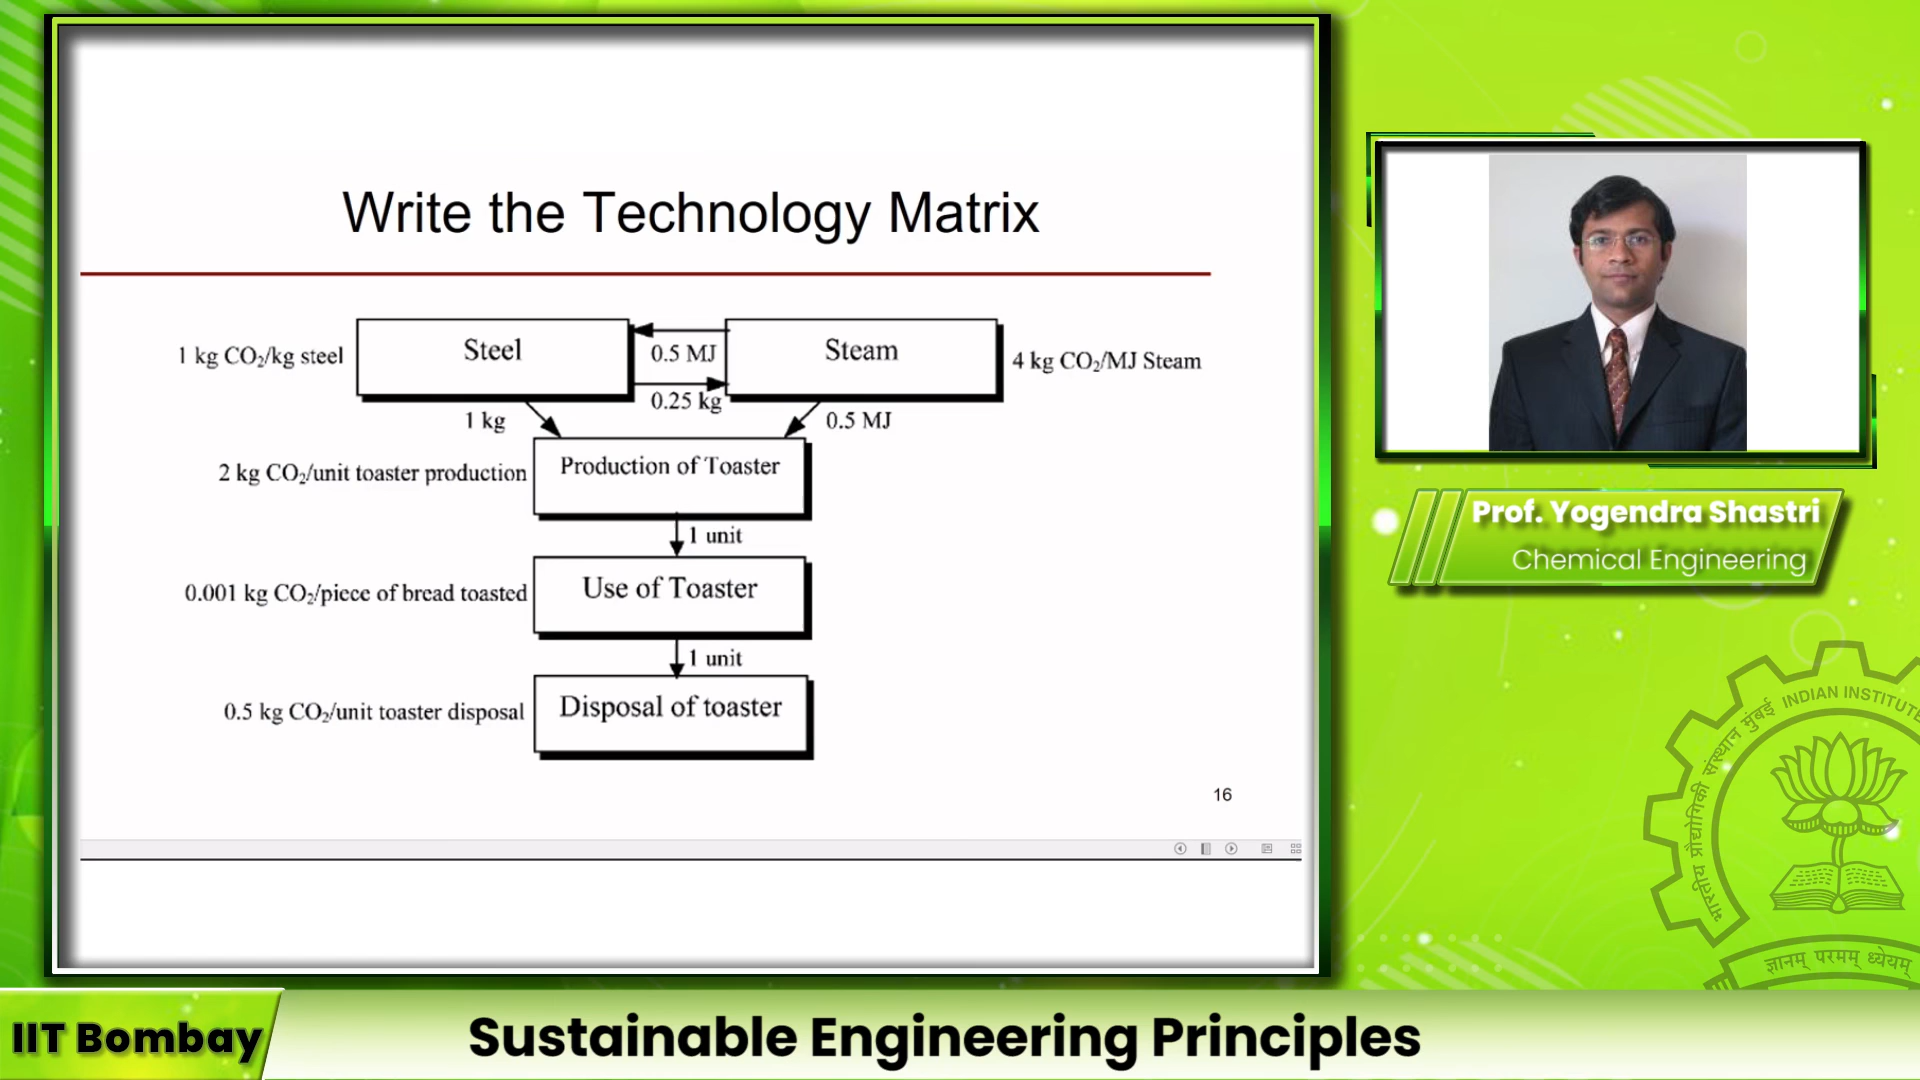 Write the Technology Matrix
1 kg CO₂/kg steel
Steel
0.5 MJ
0.25 kg
Steam
4 kg CO₂/MJ Steam
1 kg
0.5 MJ
2 kg CO₂/unit toaster production
Production of Toaster
1 unit
0.001 kg CO₂/piece of bread toasted
Use of Toaster
1 unit
0.5 kg CO₂/unit toaster disposal
Disposal of toaster
16
Prof. Yogendra Shastri
Chemical Engineering
भारतीय प्रौद्योगिकी संस्थान मुंबई INDIAN INSTITUTE
ज्ञानम् परमम् ध्येयम्
IIT Bombay
Sustainable Engineering Principles